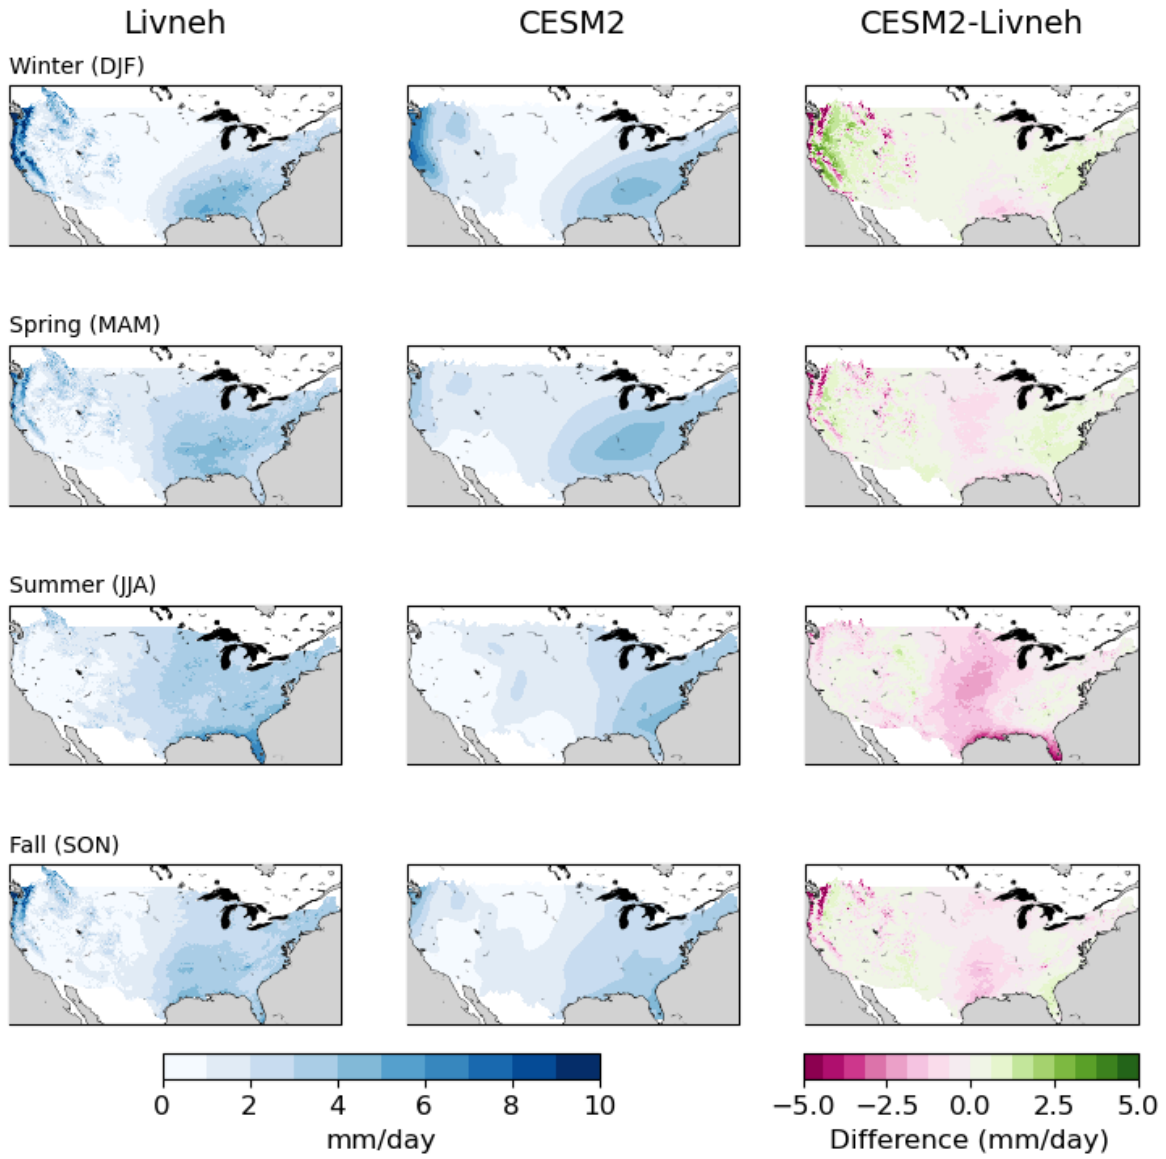 Livneh CESM2 CESM2-Livneh
Winter (DJF)
Spring (MAM)
Summer (JJA)
Fall (SON)
0 2 4 6 8 10
mm/day
−5.0 −2.5 0.0 2.5 5.0
Difference (mm/day)